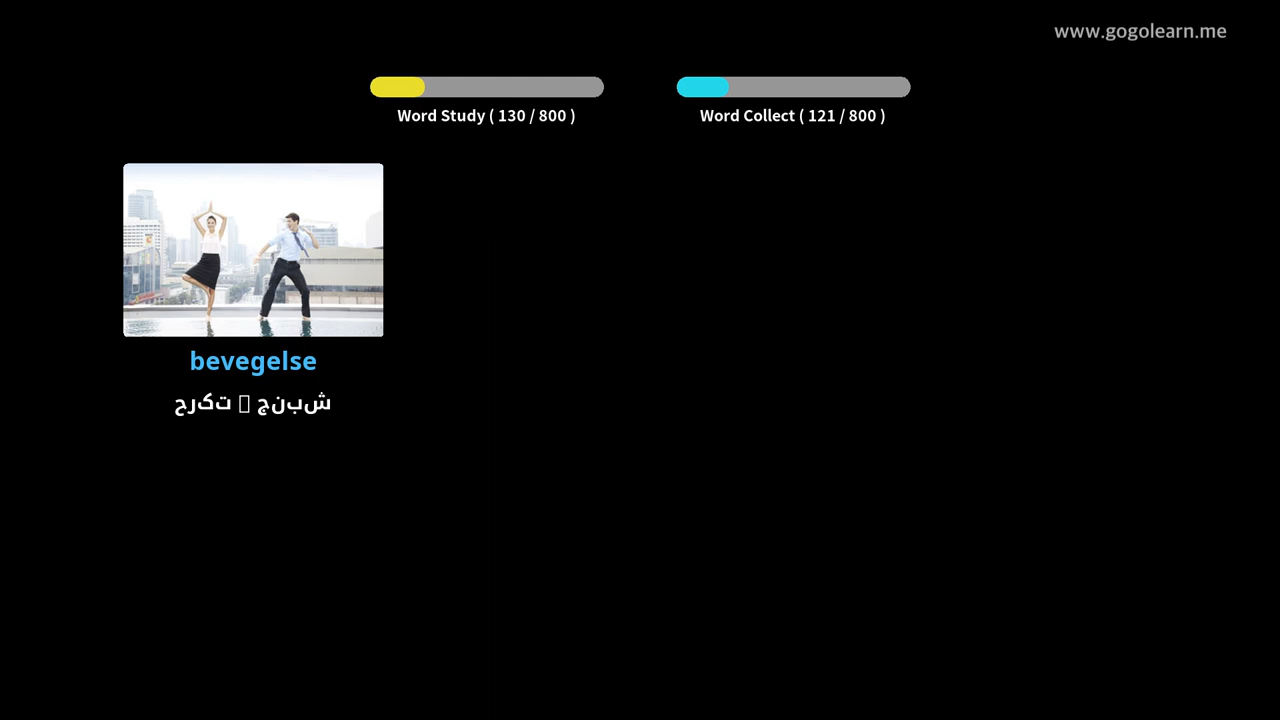 www.gogolearn.me
Word Study ( 130 / 800 )
Word Collect ( 121 / 800 )
bevegelse
حرکت ▯ جنبش